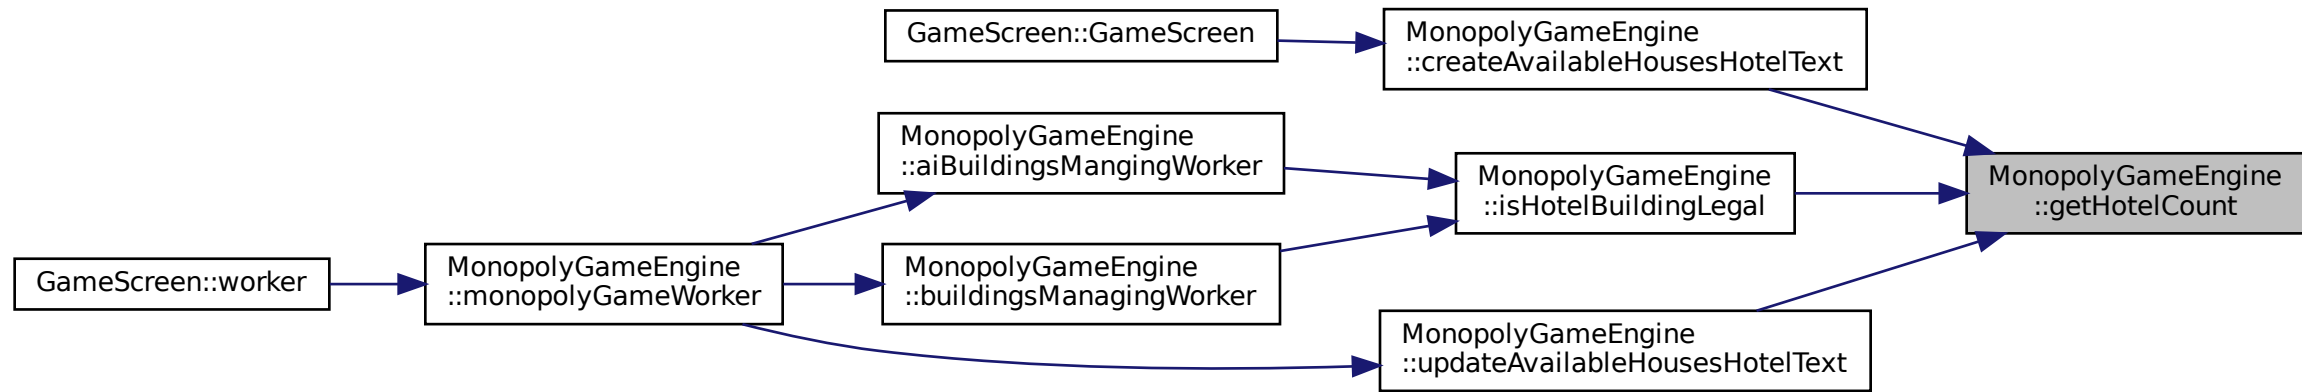 GameScreen::GameScreen
MonopolyGameEngine
::createAvailableHousesHotelText
MonopolyGameEngine
::aiBuildingsMangingWorker
MonopolyGameEngine
::isHotelBuildingLegal
MonopolyGameEngine
::getHotelCount
GameScreen::worker
MonopolyGameEngine
::monopolyGameWorker
MonopolyGameEngine
::buildingsManagingWorker
MonopolyGameEngine
::updateAvailableHousesHotelText